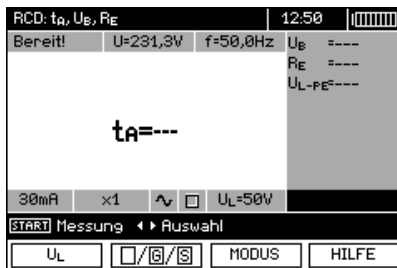 RCD: tA, UB, RE 12:50
Bereit! U=231,3V f=50,0Hz
UB =---
RE =---
UL-PE=---
tA=---
30mA x1 UL=50V
START Messung Auswahl
UL /G/S MODUS HILFE